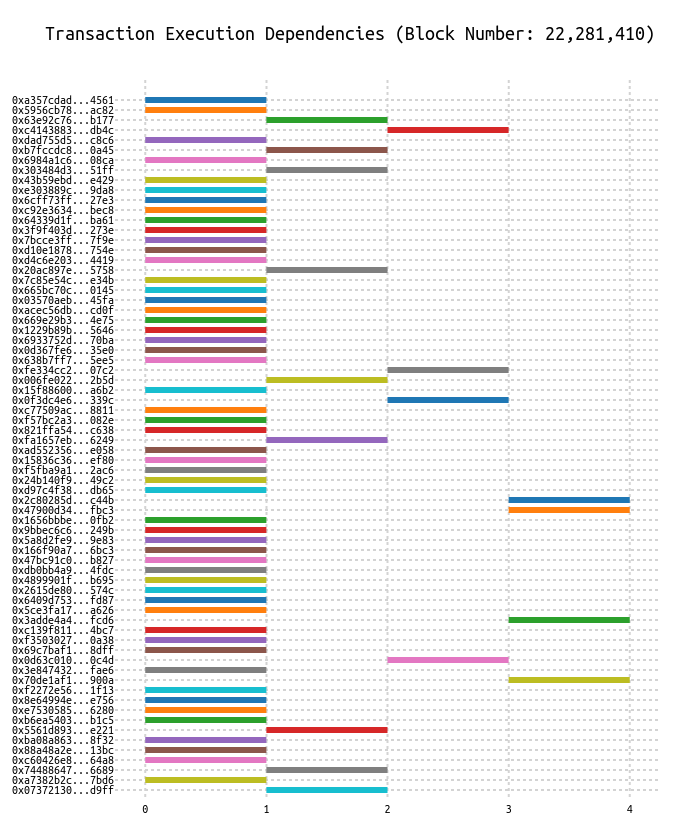 Transaction Execution Dependencies (Block Number: 22,281,410)
0xa357cdad...4561
0x5956cb78...ac82
0x63e92c76...b177
0xc4143883...db4c
0xdad755d5...c8c6
0xb7fccdc8...0a45
0x6984a1c6...08ca
0x303484d3...51ff
0x43b59ebd...e429
0xe303889c...9da8
0x6cff73ff...27e3
0xc92e3634...bec8
0x64339d1f...ba61
0x3f9f403d...273e
0x7bcce3ff...7f9e
0xd10e1878...754e
0xd4c6e203...4419
0x20ac897e...5758
0x7c85e54c...e34b
0x665bc70c...0145
0x03570aeb...45fa
0xacec56db...cd0f
0x669e29b3...4e75
0x1229b89b...5646
0x6933752d...70ba
0x0d367fe6...35e0
0x638b7ff7...5ee5
0xfe334cc2...07c2
0x006fe022...2b5d
0x15f88600...a6b2
0x0f3dc4e6...339c
0xc77509ac...8811
0xf57bc2a3...082e
0x821ffa54...c638
0xfa1657eb...6249
0xad552356...e058
0x15836c36...ef80
0xf5fba9a1...2ac6
0x24b140f9...49c2
0xd97c4f38...db65
0x2c80285d...c44b
0x47900d34...fbc3
0x1656bbbe...0fb2
0x9bbec6c6...249b
0x5a8d2fe9...9e83
0x166f90a7...6bc3
0x47bc91c0...b827
0xdb0bb4a9...4fdc
0x4899901f...b695
0x2615de80...574c
0x6409d753...fd87
0x5ce3fa17...a626
0x3adde4a4...fcd6
0xc139f811...4bc7
0xf3503027...0a38
0x69c7baf1...8dff
0x0d63c010...0c4d
0x3e847432...fae6
0x70de1af1...900a
0xf2272e56...1f13
0x8e64994e...e756
0xe7530585...6280
0xb6ea5403...b1c5
0x5561d893...e221
0xba08a863...8f32
0x88a48a2e...13bc
0xc60426e8...64a8
0x74488647...6689
0xa7382b2c...7bd6
0x07372130...d9ff
0 1 2 3 4